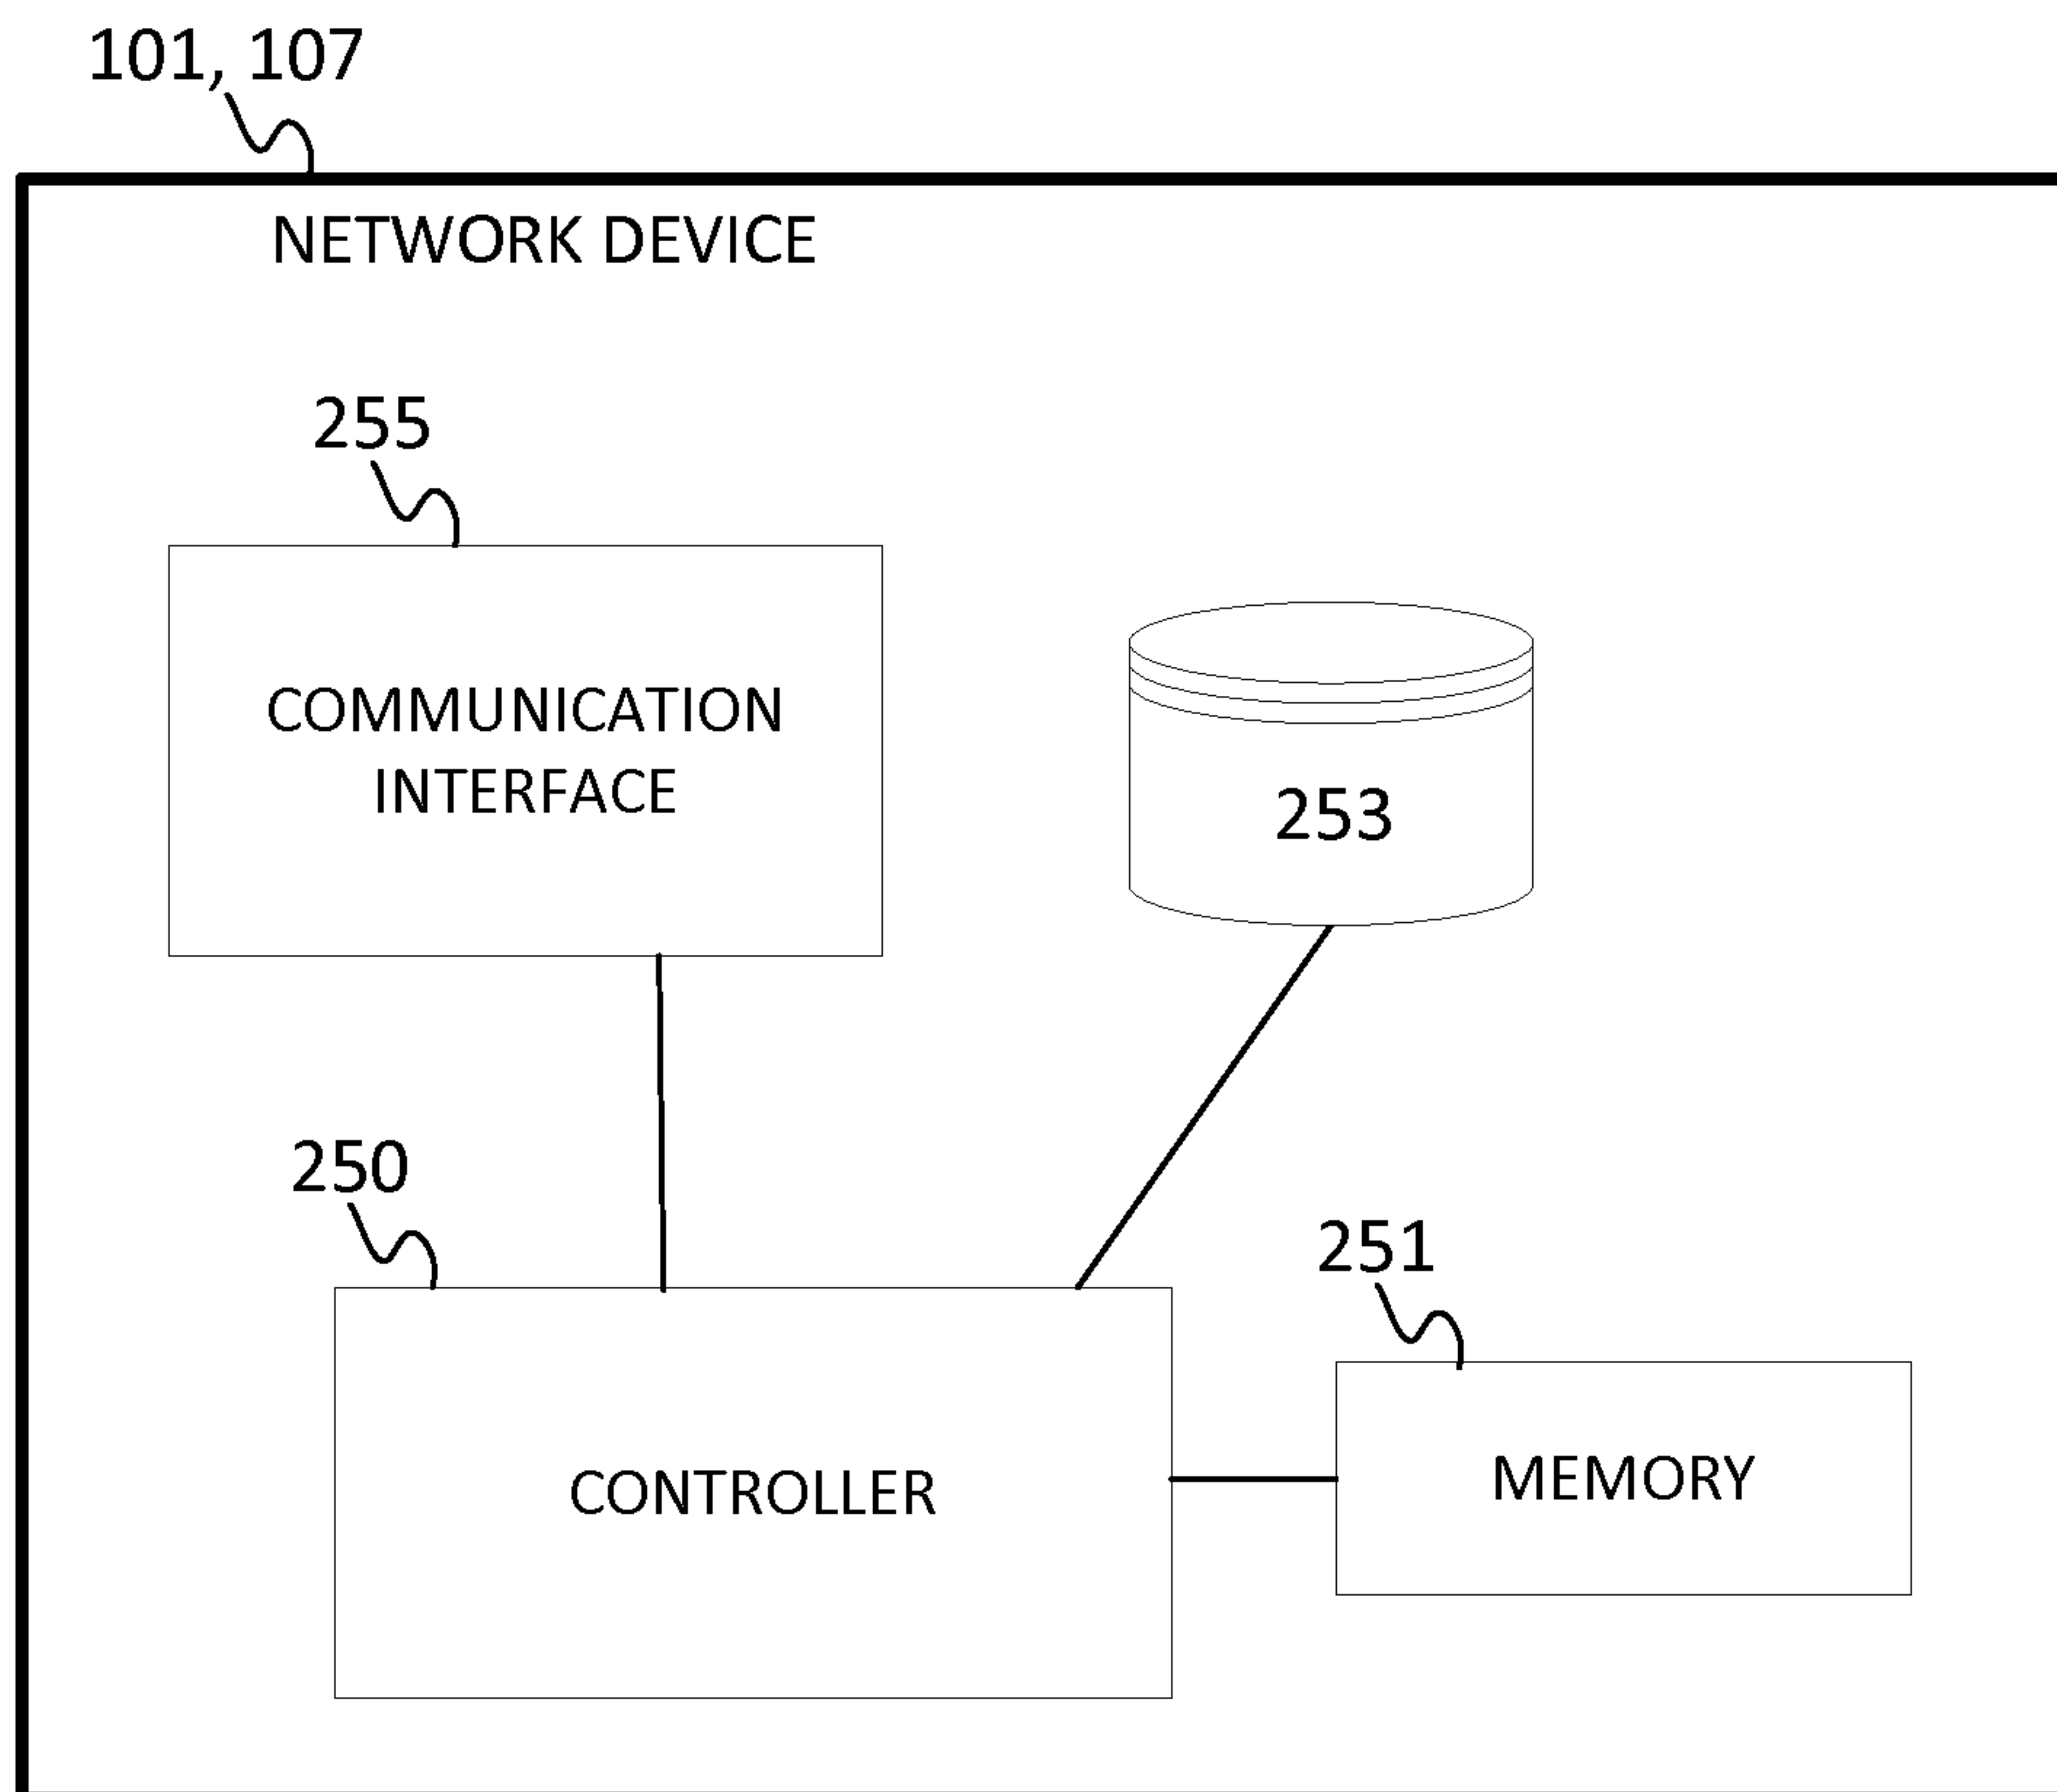 101, 107
NETWORK DEVICE
255
COMMUNICATION
INTERFACE
253
250
251
CONTROLLER
MEMORY